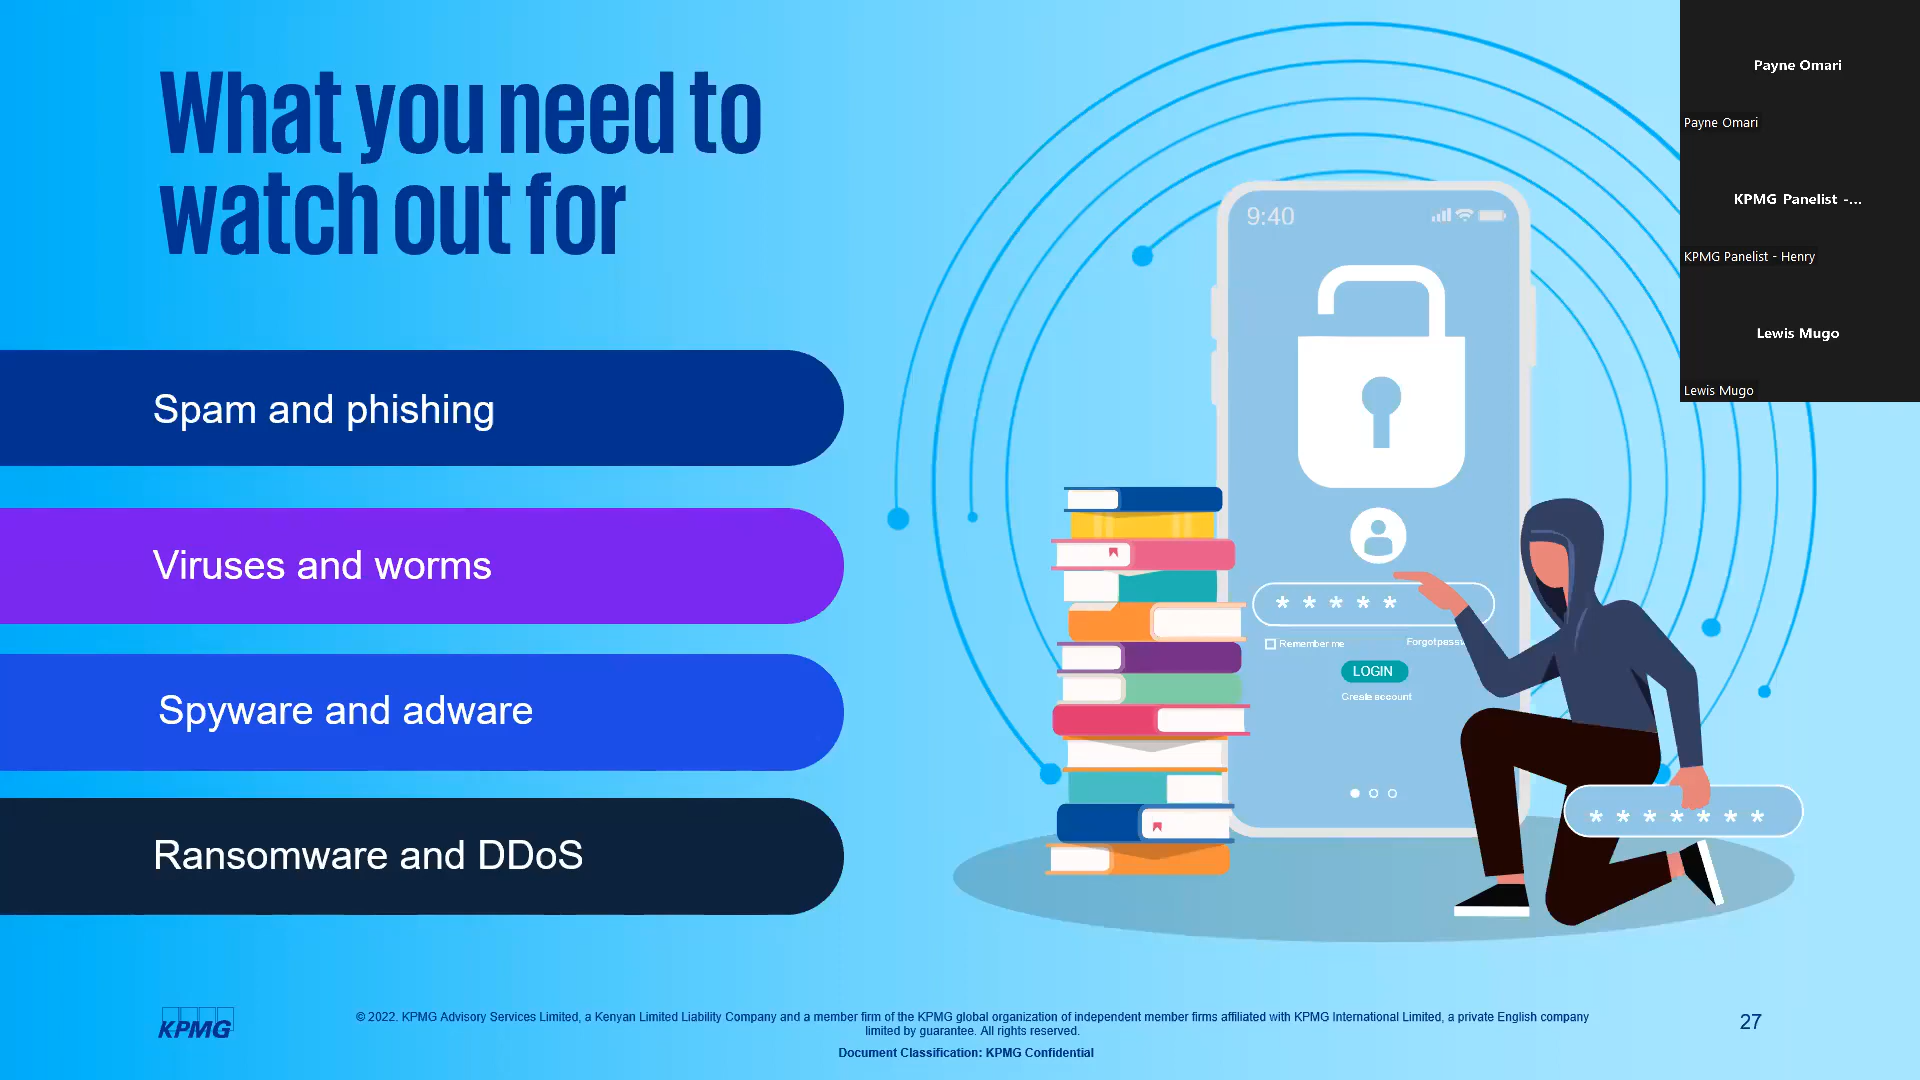 What you need to
watch out for
Spam and phishing
Viruses and worms
Spyware and adware
Ransomware and DDoS
9:40
* * * * *
Remember me
LOGIN
Create account
* * * * * * *
Payne Omari
Payne Omari
KPMG Panelist -...
KPMG Panelist - Henry
Lewis Mugo
Lewis Mugo
KPMG
© 2022. KPMG Advisory Services Limited, a Kenyan Limited Liability Company and a member firm of the KPMG global organization of independent member firms affiliated with KPMG International Limited, a private English company
limited by guarantee. All rights reserved.
Document Classification: KPMG Confidential
27